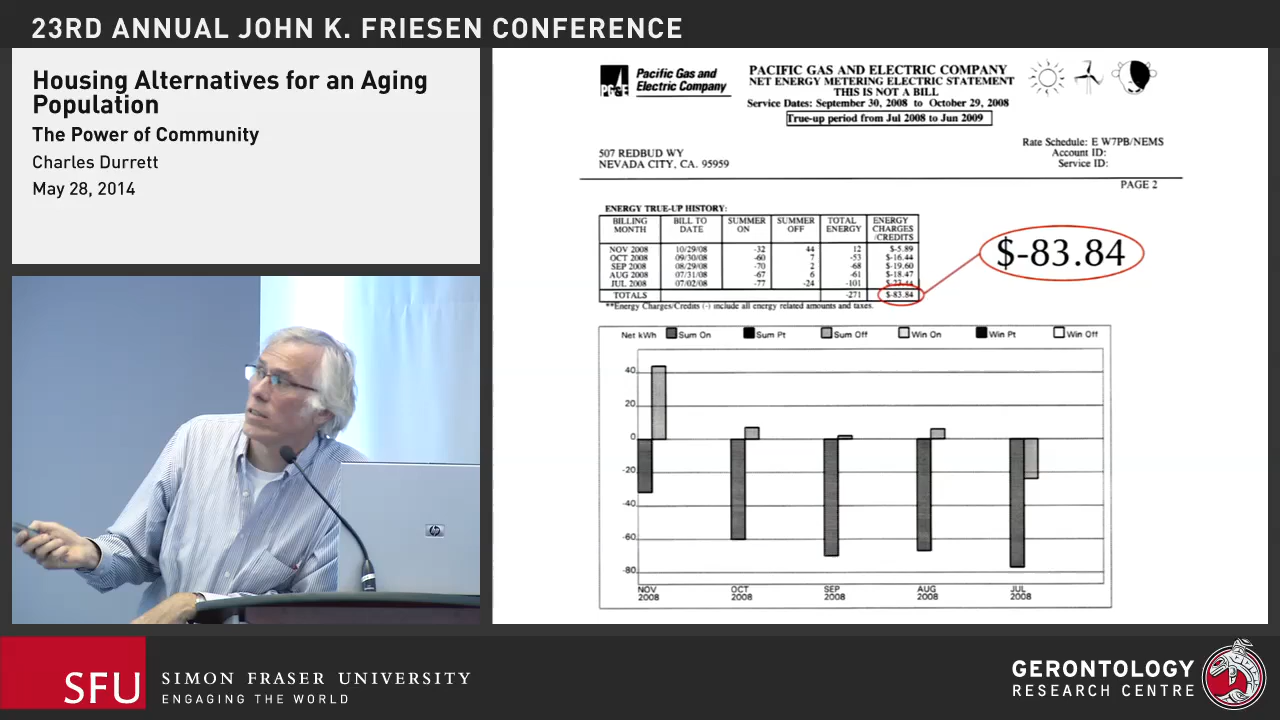 23RD ANNUAL JOHN K. FRIESEN CONFERENCE
Housing Alternatives for an Aging
Population
The Power of Community
Charles Durrett
May 28, 2014
PG&E
Pacific Gas and
Electric Company
PACIFIC GAS AND ELECTRIC COMPANY
NET ENERGY METERING ELECTRIC STATEMENT
THIS IS NOT A BILL
Service Dates: September 30, 2008 to October 29, 2008
True-up period from Jul 2008 to Jun 2009
507 REDBUD WY
NEVADA CITY, CA. 95959
Rate Schedule: E W7PB/NEMS
Account ID:
Service ID:
PAGE 2
ENERGY TRUE-UP HISTORY:
BILLING MONTH BILL TO DATE SUMMER ON SUMMER OFF TOTAL ENERGY ENERGY CHARGES /CREDITS
NOV 2008 10/29/08 -32 44 12 $-5.89
OCT 2008 09/30/08 -60 7 -53 $-16.44
SEP 2008 08/29/08 -70 2 -68 $-19.60
AUG 2008 07/31/08 -67 6 -61 $-18.47
JUL 2008 07/02/08 -77 -24 -101 $-23.44
TOTALS -271 $-83.84
**Energy Charges/Credits (-) include all energy related amounts and taxes.
$-83.84
Net kWh Sum On Sum Pt Sum Off Win On Win Pt Win Off
40
20
0
-20
-40
-60
-80
NOV 2008 OCT 2008 SEP 2008 AUG 2008 JUL 2008
hp
SFU
SIMON FRASER UNIVERSITY
ENGAGING THE WORLD
GERONTOLOGY
RESEARCH CENTRE